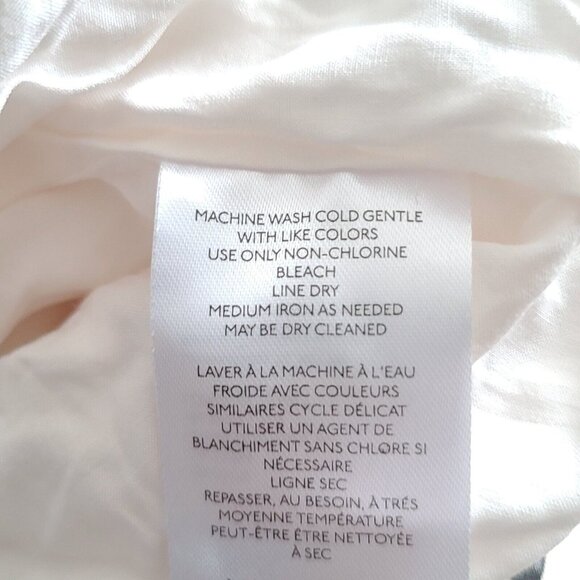 MACHINE WASH COLD GENTLE
WITH LIKE COLORS
USE ONLY NON-CHLORINE
BLEACH
LINE DRY
MEDIUM IRON AS NEEDED
MAY BE DRY CLEANED
LAVER À LA MACHINE À L'EAU
FROIDE AVEC COULEURS
SIMILAIRES CYCLE DÉLICAT
UTILISER UN AGENT DE
BLANCHIMENT SANS CHLORE SI
NÉCESSAIRE
LIGNE SEC
REPASSER, AU BESOIN, À TRÉS
MOYENNE TEMPÉRATURE
PEUT-ÊTRE ÊTRE NETTOYÉE
À SEC